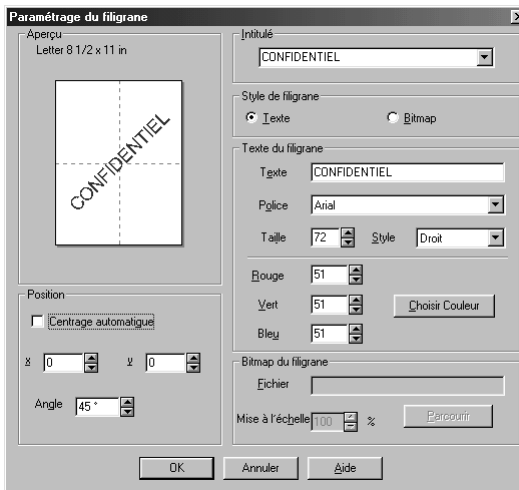 Paramétrage du filigrane
Aperçu
Letter 8 1/2 x 11 in
CONFIDENTIEL
Position
Centrage automatique
x 0 y 0
Angle 45 °
Intitulé
CONFIDENTIEL
Style de filigrane
Texte Bitmap
Texte du filigrane
Texte CONFIDENTIEL
Police Arial
Taille 72 Style Droit
Rouge 51
Vert 51 Choisir Couleur
Bleu 51
Bitmap du filigrane
Fichier
Mise à l'échelle 100 % Parcourir
OK Annuler Aide